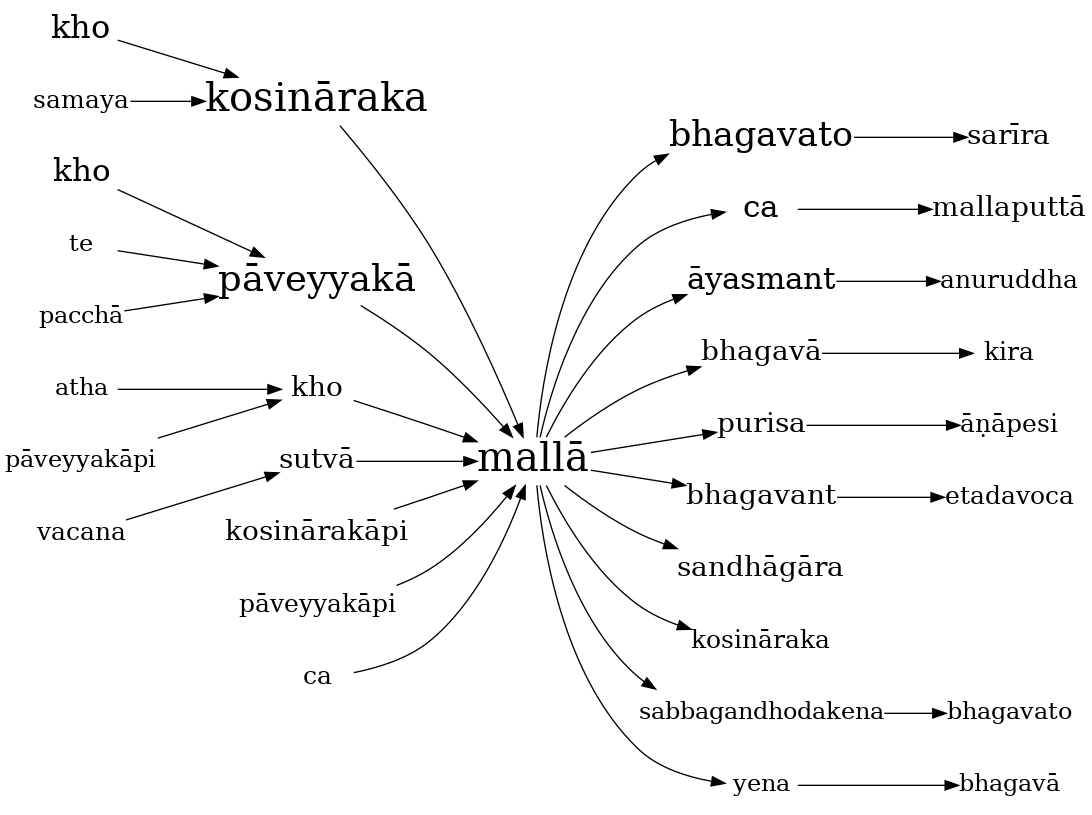 kho
samaya
kosināraka
kho
te
pacchā
pāveyyakā
atha
pāveyyakāpi
vacana
kho
sutvā
kosinārakāpi
pāveyyakāpi
ca
mallā
bhagavato
ca
āyasmant
bhagavā
purisa
bhagavant
sandhāgāra
kosināraka
sabbagandhodakena
yena
sarīra
mallaputtā
anuruddha
kira
āṇāpesi
etadavoca
bhagavato
bhagavā